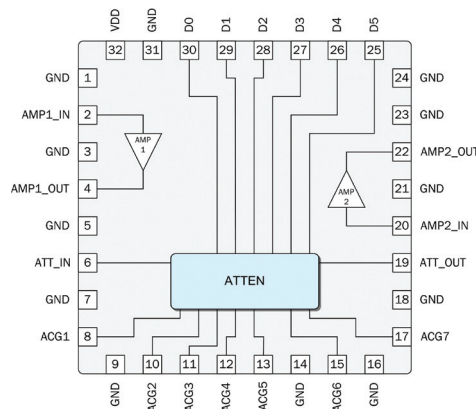 VDD
GND
D0
D1
D2
D3
D4
D5
32
31
30
29
28
27
26
25
GND
1
24
GND
AMP1_IN
2
23
GND
AMP
1
GND
3
22
AMP2_OUT
AMP1_OUT
4
21
GND
AMP
2
GND
5
20
AMP2_IN
ATT_IN
6
19
ATT_OUT
ATTEN
GND
7
18
GND
ACG1
8
17
ACG7
9
10
11
12
13
14
15
16
GND
ACG2
ACG3
ACG4
ACG5
GND
ACG6
GND